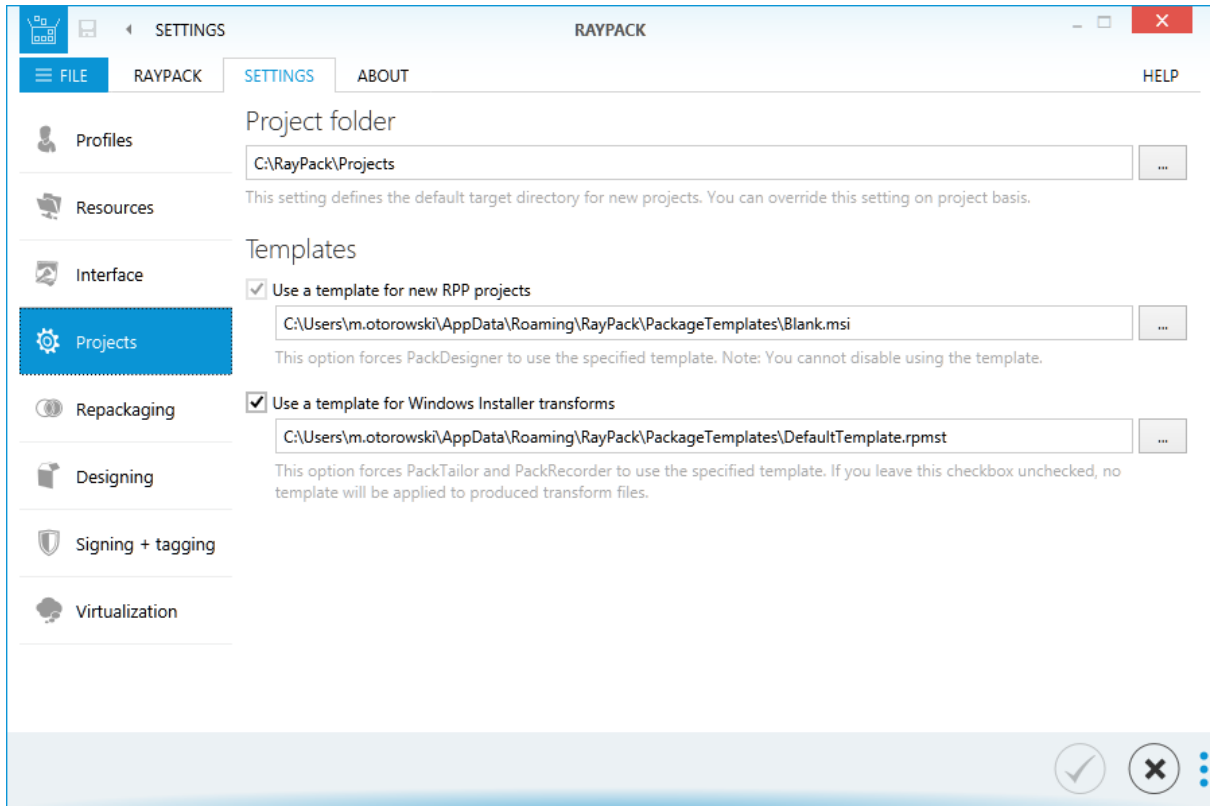 SETTINGS
RAYPACK
FILE
RAYPACK
SETTINGS
ABOUT
HELP
Profiles
Resources
Interface
Projects
Repackaging
Designing
Signing + tagging
Virtualization
Project folder
C:\RayPack\Projects
...
This setting defines the default target directory for new projects. You can override this setting on project basis.
Templates
Use a template for new RPP projects
C:\Users\m.otorowski\AppData\Roaming\RayPack\PackageTemplates\Blank.msi
...
This option forces PackDesigner to use the specified template. Note: You cannot disable using the template.
Use a template for Windows Installer transforms
C:\Users\m.otorowski\AppData\Roaming\RayPack\PackageTemplates\DefaultTemplate.rpmst
...
This option forces PackTailor and PackRecorder to use the specified template. If you leave this checkbox unchecked, no
template will be applied to produced transform files.